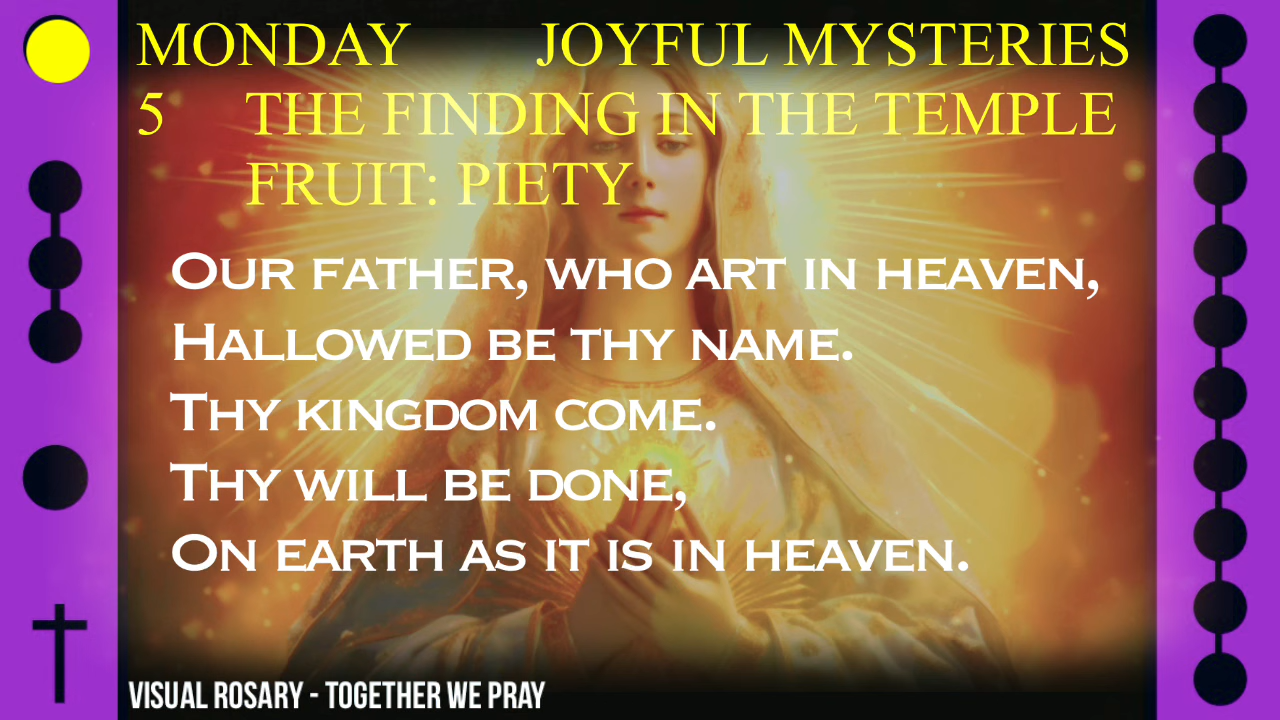 MONDAY JOYFUL MYSTERIES
5 THE FINDING IN THE TEMPLE
FRUIT: PIETY
OUR FATHER, WHO ART IN HEAVEN,
HALLOWED BE THY NAME.
THY KINGDOM COME.
THY WILL BE DONE,
ON EARTH AS IT IS IN HEAVEN.
VISUAL ROSARY - TOGETHER WE PRAY